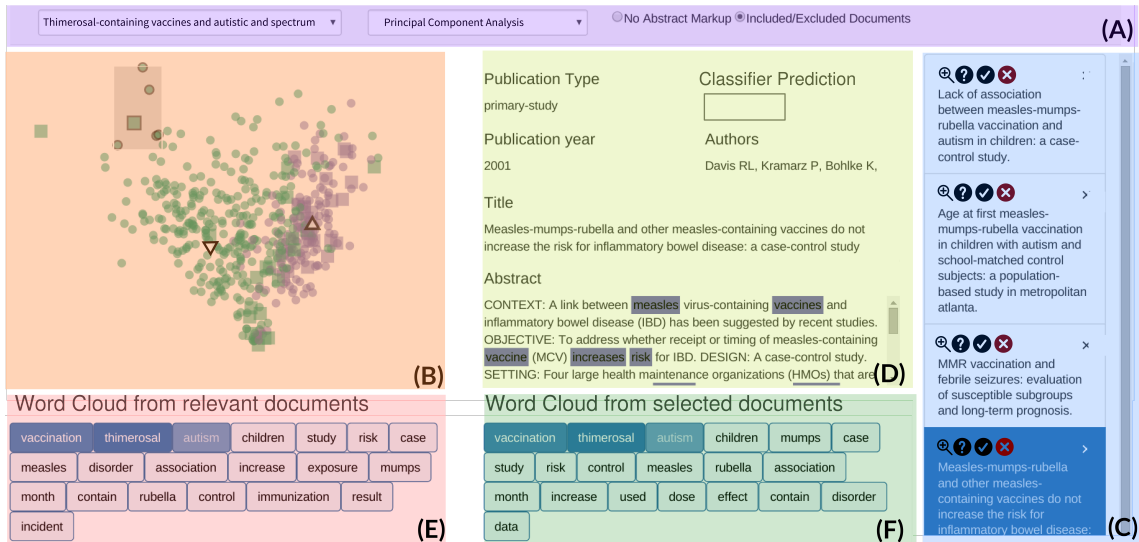 Thimerosal-containing vaccines and autistic and spectrum
Principal Component Analysis
No Abstract Markup Included/Excluded Documents
(A)
(B)
Publication Type
Classifier Prediction
primary-study
Publication year
Authors
2001
Davis RL, Kramarz P, Bohlke K,
Title
Measles-mumps-rubella and other measles-containing vaccines do not
increase the risk for inflammatory bowel disease: a case-control study
Abstract
CONTEXT: A link between measles virus-containing vaccines and
inflammatory bowel disease (IBD) has been suggested by recent studies.
OBJECTIVE: To address whether receipt or timing of measles-containing
vaccine (MCV) increases risk for IBD. DESIGN: A case-control study.
SETTING: Four large health maintenance organizations (HMOs) that are
(D)
Lack of association
between measles-mumps-
rubella vaccination and
autism in children: a case-
control study.
Age at first measles-
mumps-rubella vaccination
in children with autism and
school-matched control
subjects: a population-
based study in metropolitan
atlanta.
MMR vaccination and
febrile seizures: evaluation
of susceptible subgroups
and long-term prognosis.
Measles-mumps-rubella
and other measles-
containing vaccines do not
increase the risk for
inflammatory bowel disease:
(C)
Word Cloud from relevant documents
vaccination thimerosal autism children study risk case
measles disorder association increase exposure mumps
month contain rubella control immunization result
incident
(E)
Word Cloud from selected documents
vaccination thimerosal autism children mumps case
study risk control measles rubella association
month increase used dose effect contain disorder
data
(F)